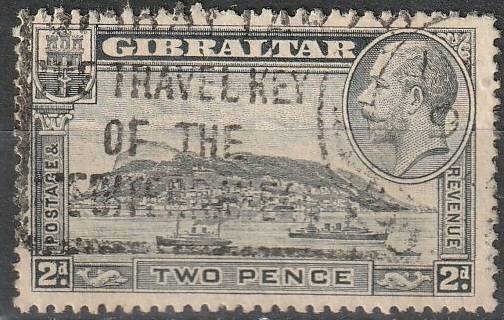 GIBRALTAR
TRAVEL KEY
OF THE
POSTAGE &
REVENUE
2d
TWO PENCE
2d